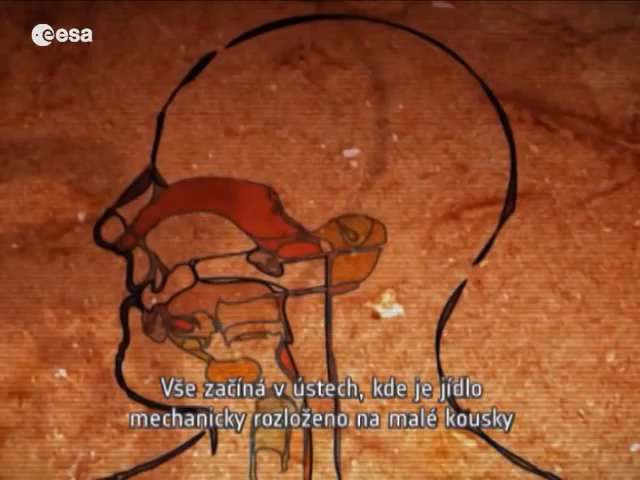 esa
Vše začíná v ústech, kde je jídlo
mechanicky rozloženo na malé kousky